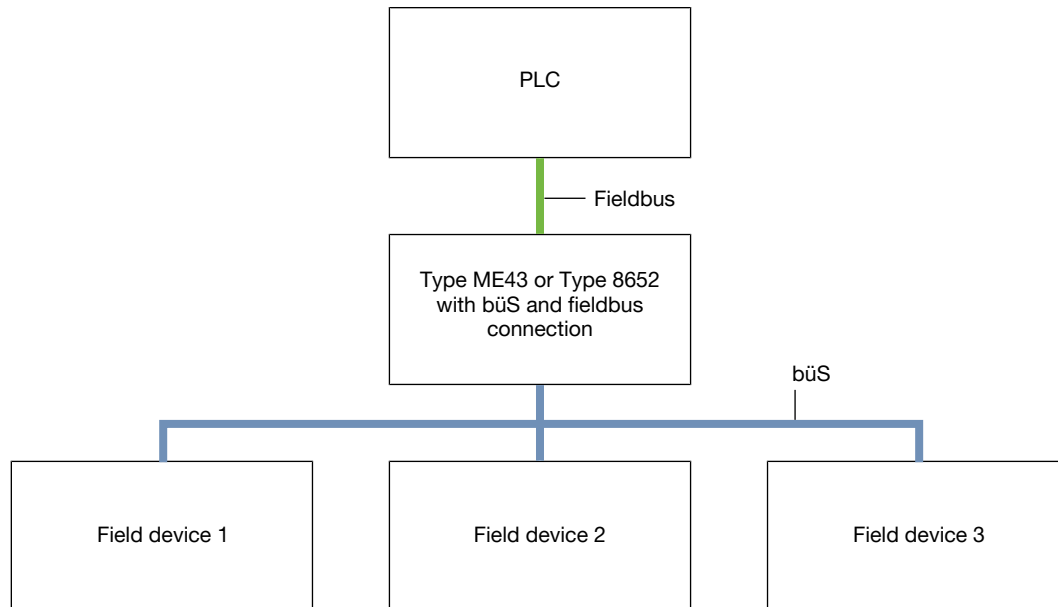 PLC
Fieldbus
Type ME43 or Type 8652
with büS and fieldbus
connection
büS
Field device 1
Field device 2
Field device 3